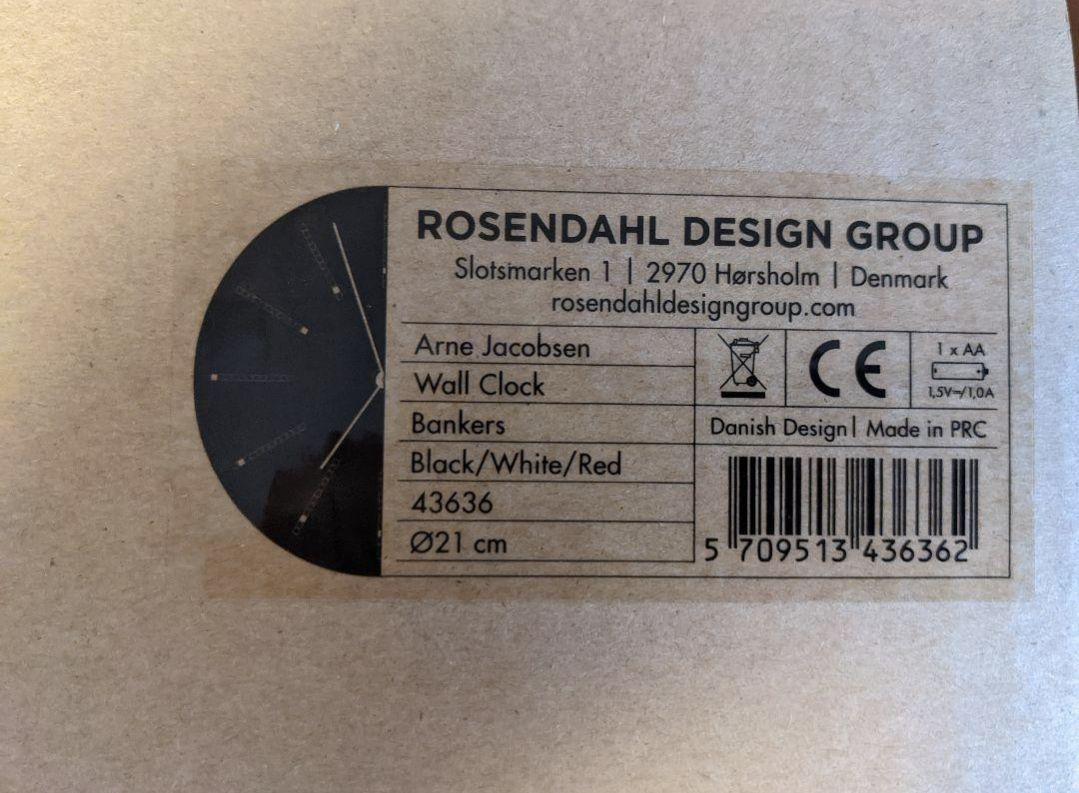 ROSENDAHL DESIGN GROUP
Slotsmarken 1 | 2970 Hørsholm | Denmark
rosendahldesigngroup.com
Arne Jacobsen
Wall Clock
Bankers
Black/White/Red
43636
Ø21 cm
CE
1 x AA
1,5V⎓/1,0A
Danish Design | Made in PRC
5 709513 436362